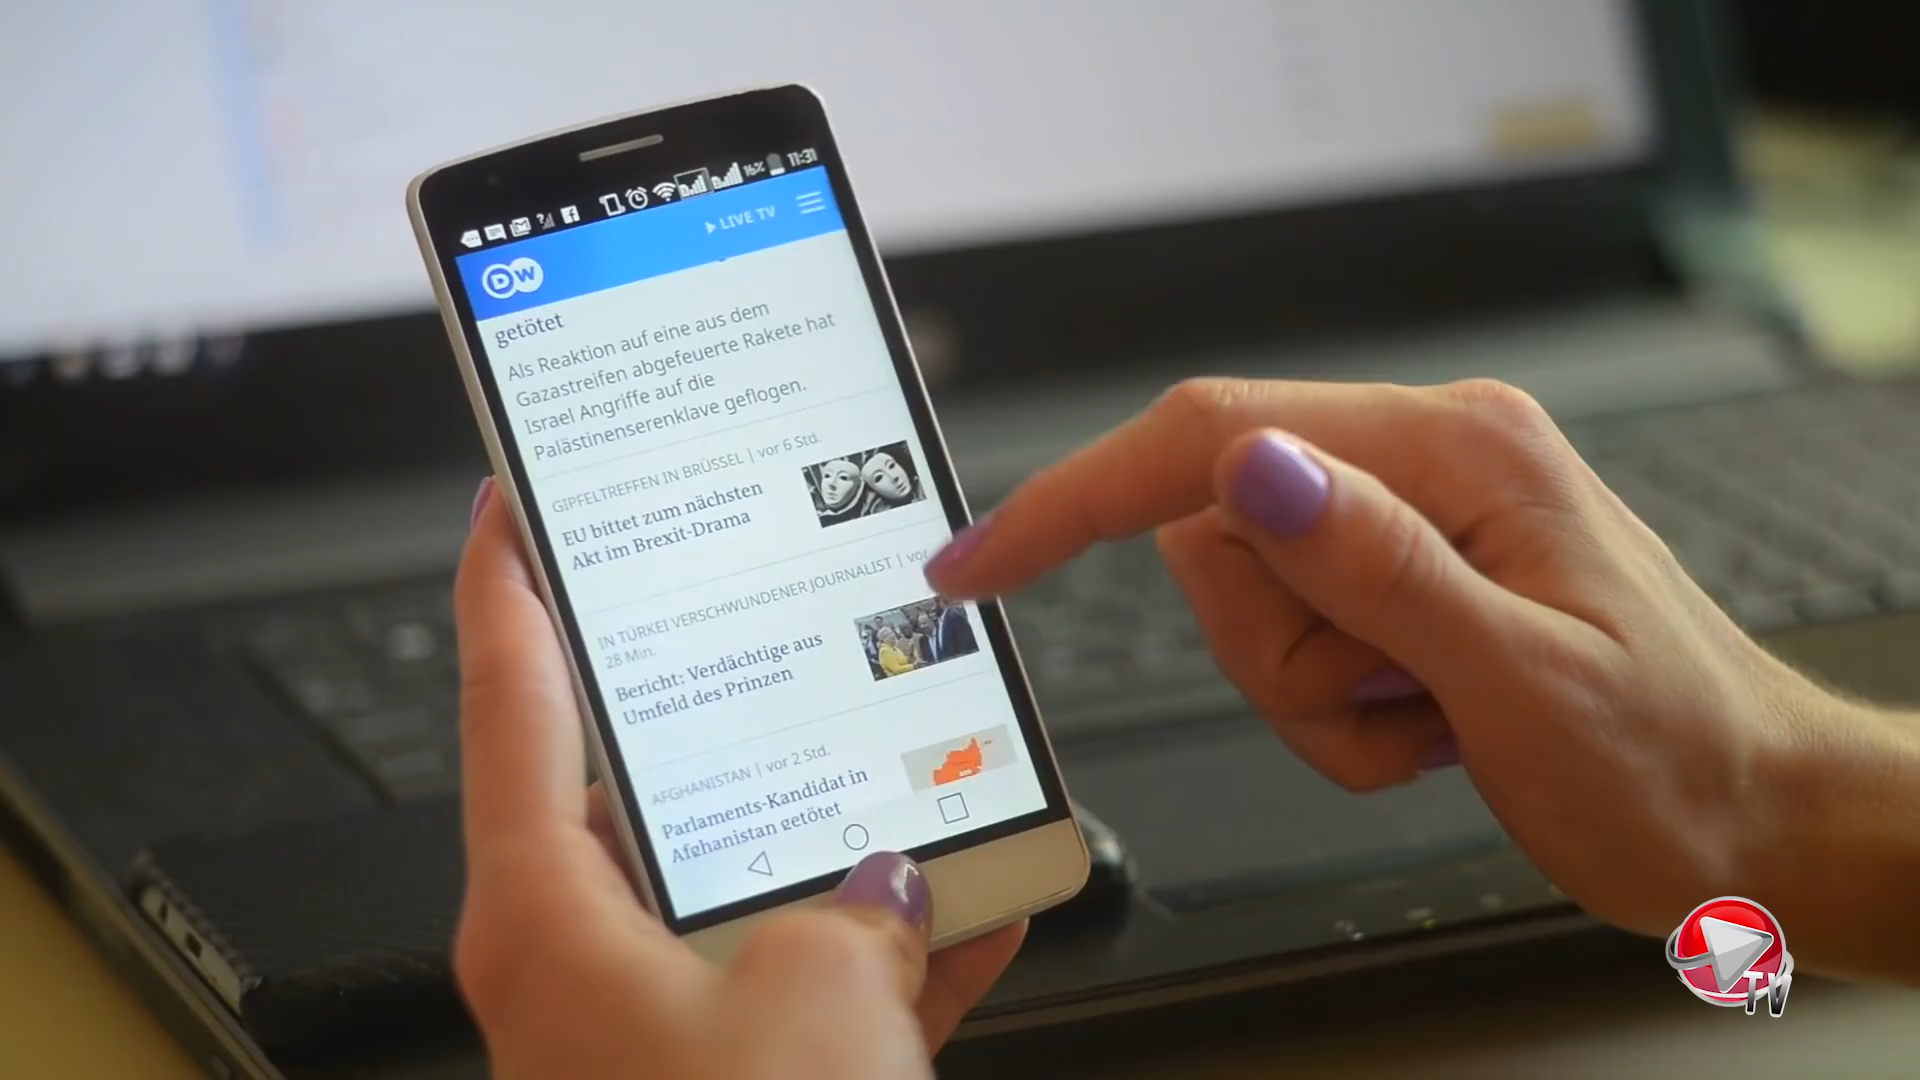 16% 11:31
DW
LIVE TV
getötet
Als Reaktion auf eine aus dem
Gazastreifen abgefeuerte Rakete hat
Israel Angriffe auf die
Palästinenserenklave geflogen.
GIPFELTREFFEN IN BRÜSSEL | vor 6 Std.
EU bittet zum nächsten
Akt im Brexit-Drama
IN TÜRKEI VERSCHWUNDENER JOURNALIST | vor
28 Min.
Bericht: Verdächtige aus
Umfeld des Prinzen
AFGHANISTAN | vor 2 Std.
Parlaments-Kandidat in
Afghanistan getötet
TV